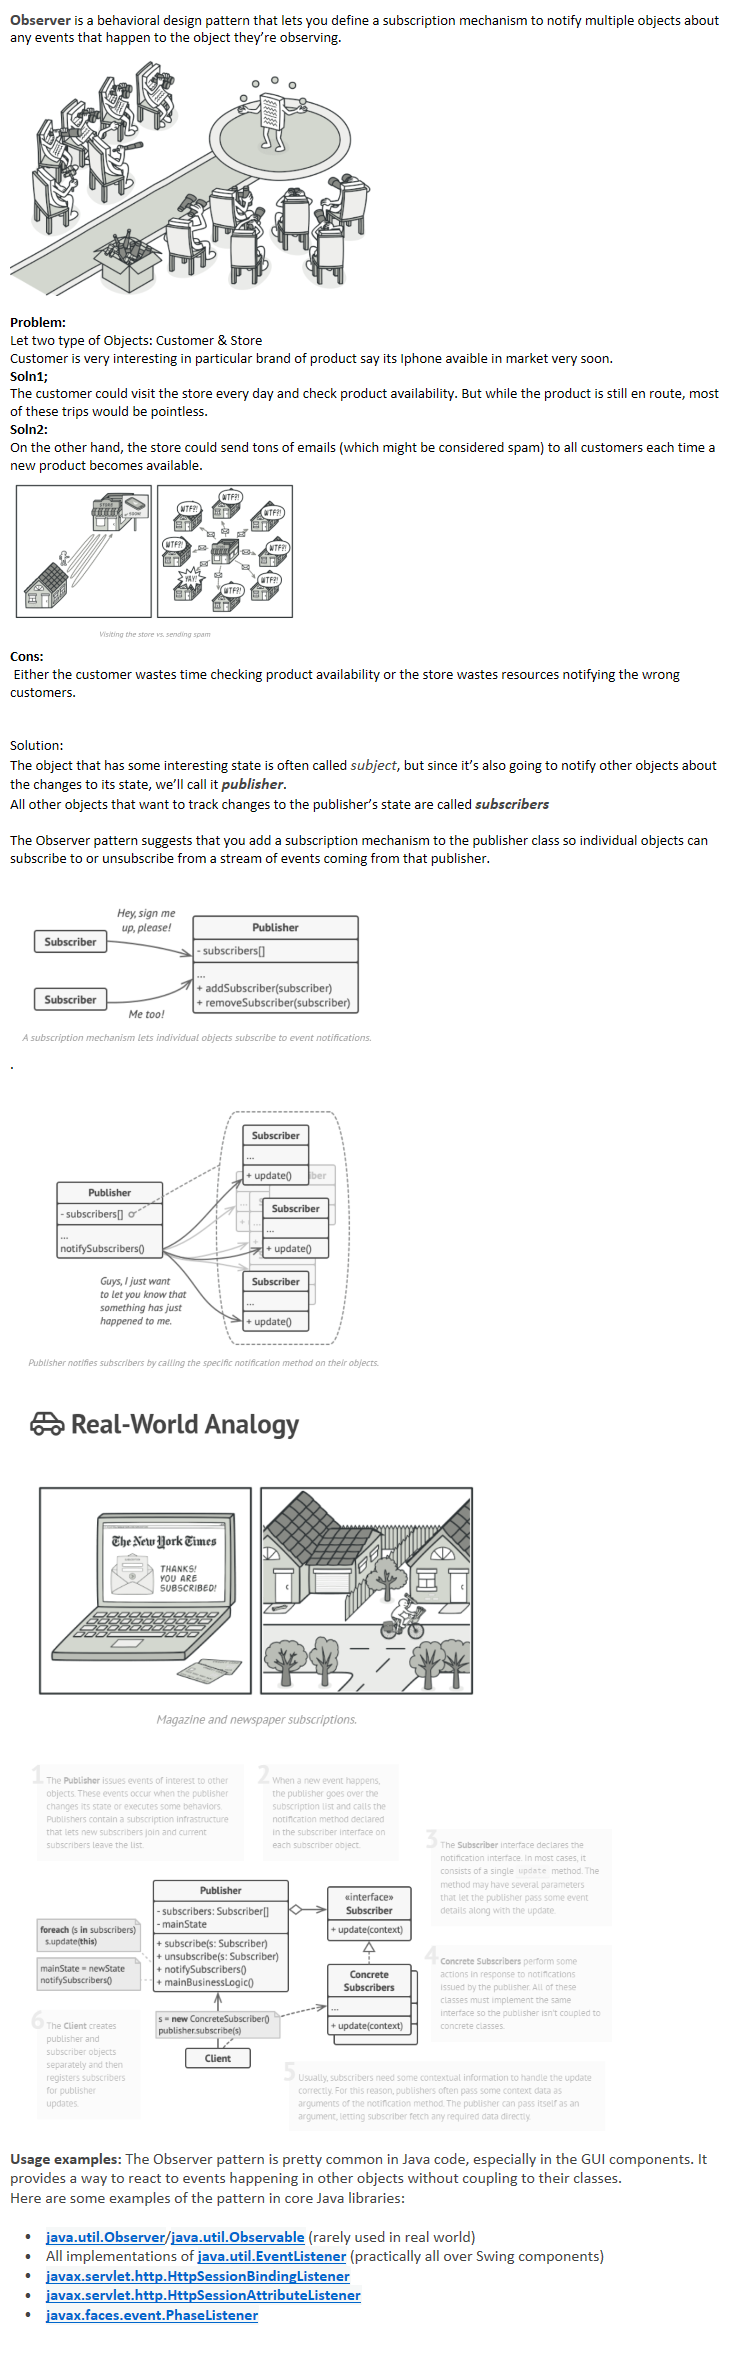 Observer is a behavioral design pattern that lets you define a subscription mechanism to notify multiple objects about
any events that happen to the object they're observing.
Problem:
Let two type of Objects: Customer & Store
Customer is very interesting in particular brand of product say its Iphone avaible in market very soon.
Soln1;
The customer could visit the store every day and check product availability. But while the product is still en route, most
of these trips would be pointless.
Soln2:
On the other hand, the store could send tons of emails (which might be considered spam) to all customers each time a
new product becomes available.
STORE
WTF?!
WTF?!
WTF?!
WTF?!
WTF?!
YAY!
WTF?!
WTF?!
Visiting the store vs. sending spam
Cons:
Either the customer wastes time checking product availability or the store wastes resources notifying the wrong
customers.
Solution:
The object that has some interesting state is often called subject, but since it's also going to notify other objects about
the changes to its state, we'll call it publisher.
All other objects that want to track changes to the publisher's state are called subscribers
The Observer pattern suggests that you add a subscription mechanism to the publisher class so individual objects can
subscribe to or unsubscribe from a stream of events coming from that publisher.
Hey, sign me
up, please!
Subscriber
Subscriber
Me too!
Publisher
- subscribers[]
...
+ addSubscriber(subscriber)
+ removeSubscriber(subscriber)
A subscription mechanism lets individual objects subscribe to event notifications.
.
Publisher
- subscribers[]
...
notifySubscribers()
Guys, I just want
to let you know that
something has just
happened to me.
Subscriber
...
+ update()
Subscriber
...
+ update()
Subscriber
...
+ update()
Publisher notifies subscribers by calling the specific notification method on their objects.
Real-World Analogy
The New York Times
THANKS!
YOU ARE
SUBSCRIBED!
Magazine and newspaper subscriptions.
1 The Publisher issues events of interest to other
objects. These events occur when the publisher
changes its state or executes some behaviors.
Publishers contain a subscription infrastructure
that lets new subscribers join and current
subscribers leave the list.
2 When a new event happens,
the publisher goes over the
subscription list and calls the
notification method declared
in the subscriber interface on
each subscriber object.
3 The Subscriber interface declares the
notification interface. In most cases, it
consists of a single update method. The
method may have several parameters
that let the publisher pass some event
details along with the update.
Publisher
- subscribers: Subscriber[]
- mainState
+ subscribe(s: Subscriber)
+ unsubscribe(s: Subscriber)
+ notifySubscribers()
+ mainBusinessLogic()
foreach (s in subscribers)
s.update(this)
mainState = newState
notifySubscribers()
«interface»
Subscriber
+ update(context)
Concrete
Subscribers
...
+ update(context)
4 Concrete Subscribers perform some
actions in response to notifications
issued by the publisher. All of these
classes must implement the same
interface so the publisher isn't coupled to
concrete classes.
s = new ConcreteSubscriber()
publisher.subscribe(s)
Client
6 The Client creates
publisher and
subscriber objects
separately and then
registers subscribers
for publisher
updates.
5 Usually, subscribers need some contextual information to handle the update
correctly. For this reason, publishers often pass some context data as
arguments of the notification method. The publisher can pass itself as an
argument, letting subscriber fetch any required data directly.
Usage examples: The Observer pattern is pretty common in Java code, especially in the GUI components. It
provides a way to react to events happening in other objects without coupling to their classes.
Here are some examples of the pattern in core Java libraries:
• java.util.Observer/java.util.Observable (rarely used in real world)
• All implementations of java.util.EventListener (practically all over Swing components)
• javax.servlet.http.HttpSessionBindingListener
• javax.servlet.http.HttpSessionAttributeListener
• javax.faces.event.PhaseListener